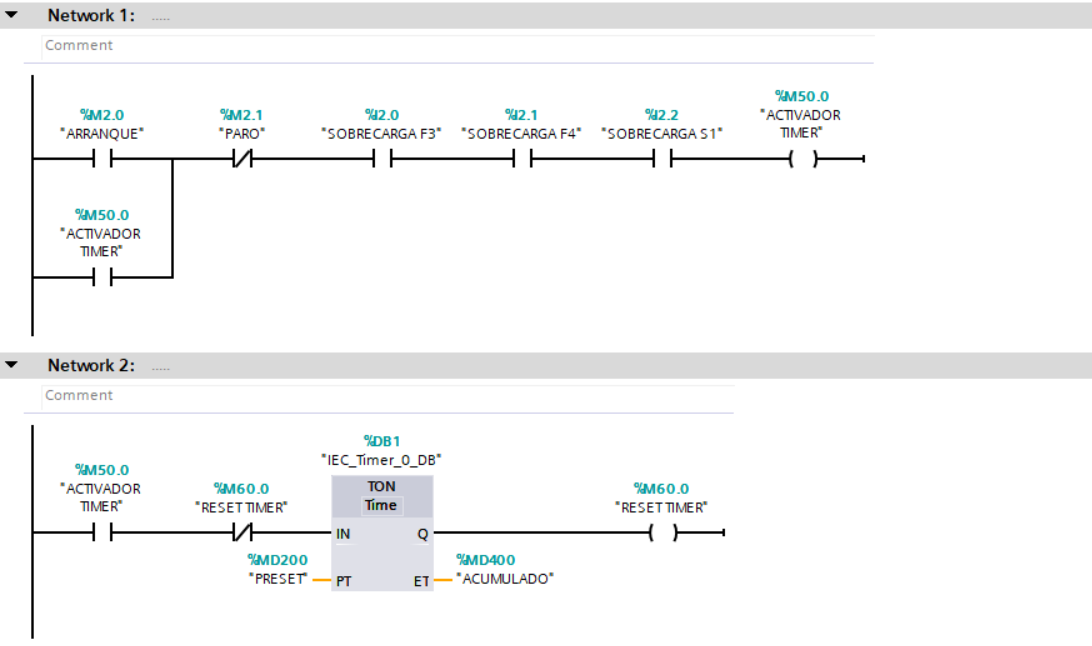 Network 1: .....
Comment
%M2.0
"ARRANQUE"
%M2.1
"PARO"
%I2.0
"SOBRECARGA F3"
%I2.1
"SOBRECARGA F4"
%I2.2
"SOBRECARGA S1"
%M50.0
"ACTIVADOR
TIMER"
%M50.0
"ACTIVADOR
TIMER"
Network 2: .....
Comment
%M50.0
"ACTIVADOR
TIMER"
%M60.0
"RESET TIMER"
%DB1
"IEC_Timer_0_DB"
TON
Time
IN
Q
%M60.0
"RESET TIMER"
%MD200
"PRESET"
PT
ET
%MD400
"ACUMULADO"